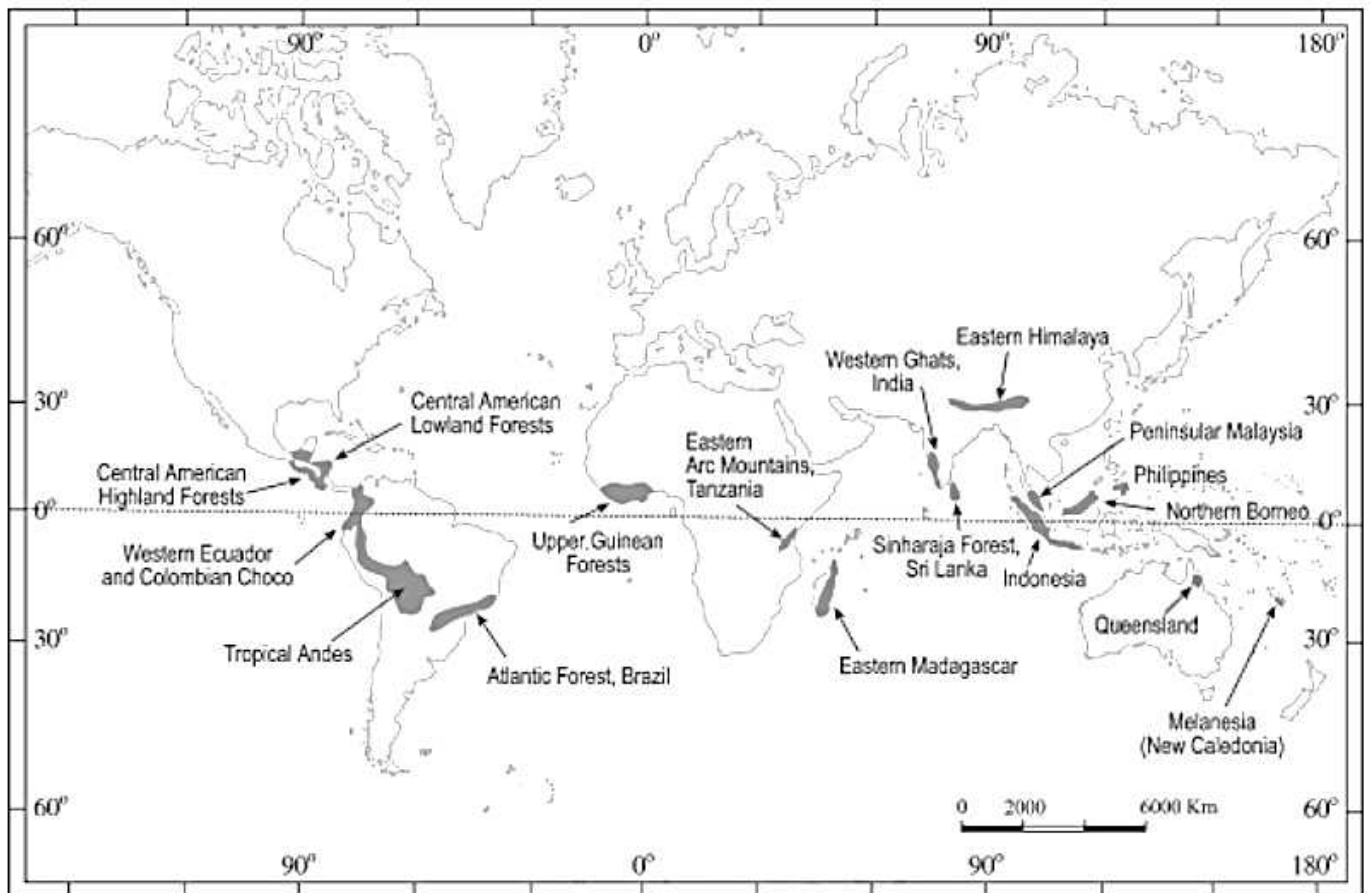 90°
0°
90°
180°
60°
60°
Eastern Himalaya
Western Ghats,
India
30°
30°
Central American
Lowland Forests
Peninsular Malaysia
Eastern
Arc Mountains,
Tanzania
Central American
Highland Forests
Philippines
Northern Borneo
0°
0°
Upper Guinean
Forests
Western Ecuador
and Colombian Choco
Sinharaja Forest,
Sri Lanka
Indonesia
Queensland
30°
30°
Tropical Andes
Atlantic Forest, Brazil
Eastern Madagascar
Melanesia
(New Caledonia)
0 2000 6000 Km
60°
60°
90°
0°
90°
180°